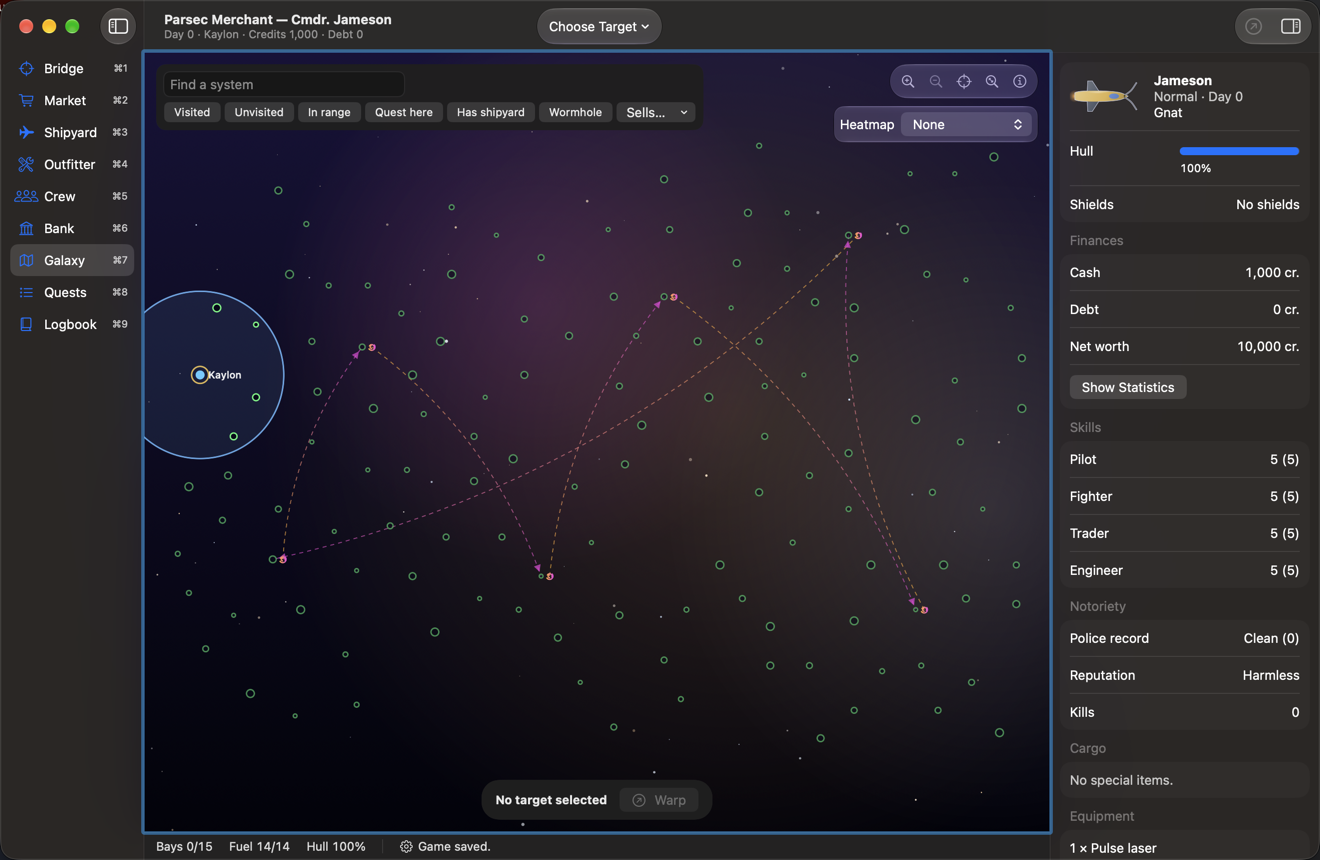 Parsec Merchant — Cmdr. Jameson
Day 0 · Kaylon · Credits 1,000 · Debt 0
Choose Target
Bridge ⌘1
Market ⌘2
Shipyard ⌘3
Outfitter ⌘4
Crew ⌘5
Bank ⌘6
Galaxy ⌘7
Quests ⌘8
Logbook ⌘9
Find a system
Visited Unvisited In range Quest here Has shipyard Wormhole Sells...
Heatmap None
Kaylon
No target selected Warp
Bays 0/15 Fuel 14/14 Hull 100% Game saved.
Jameson
Normal · Day 0
Gnat
Hull
100%
Shields No shields
Finances
Cash 1,000 cr.
Debt 0 cr.
Net worth 10,000 cr.
Show Statistics
Skills
Pilot 5 (5)
Fighter 5 (5)
Trader 5 (5)
Engineer 5 (5)
Notoriety
Police record Clean (0)
Reputation Harmless
Kills 0
Cargo
No special items.
Equipment
1 × Pulse laser